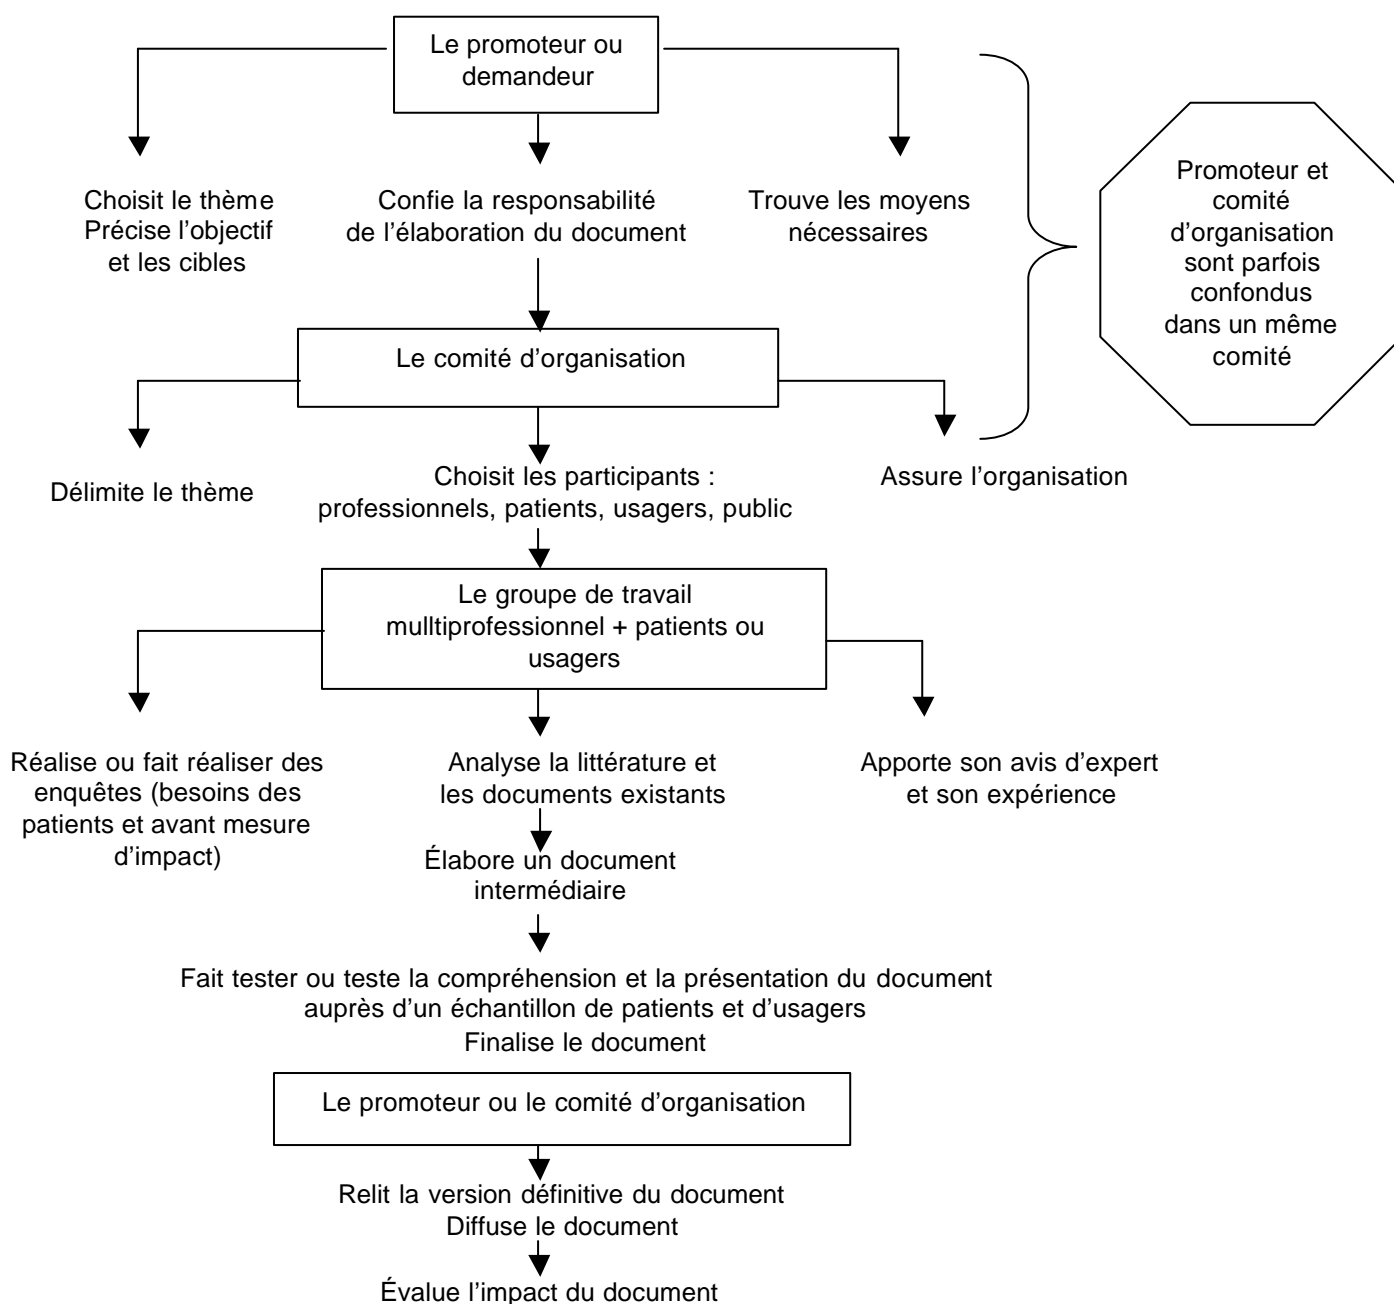 Le promoteur ou
demandeur
Choisit le thème
Précise l’objectif
et les cibles
Confie la responsabilité
de l’élaboration du document
Trouve les moyens
nécessaires
Promoteur et
comité
d’organisation
sont parfois
confondus
dans un même
comité
Le comité d’organisation
Délimite le thème
Choisit les participants :
professionnels, patients, usagers, public
Assure l’organisation
Le groupe de travail
mulltiprofessionnel + patients ou
usagers
Réalise ou fait réaliser des
enquêtes (besoins des
patients et avant mesure
d’impact)
Analyse la littérature et
les documents existants
Apporte son avis d’expert
et son expérience
Élabore un document
intermédiaire
Fait tester ou teste la compréhension et la présentation du document
auprès d’un échantillon de patients et d’usagers
Finalise le document
Le promoteur ou le comité d’organisation
Relit la version définitive du document
Diffuse le document
Évalue l’impact du document